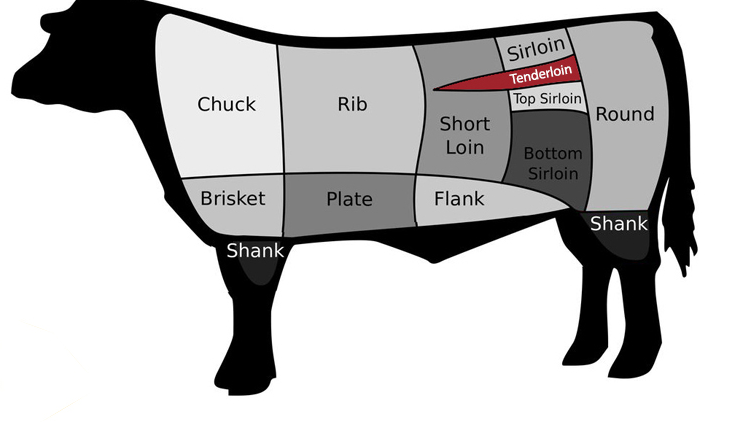 Sirloin
Tenderloin
Top Sirloin
Chuck
Rib
Short
Loin
Round
Bottom
Sirloin
Brisket
Plate
Flank
Shank
Shank